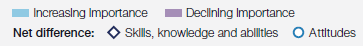 Increasing importance Declining importance
Net difference: Skills, knowledge and abilities Attitudes